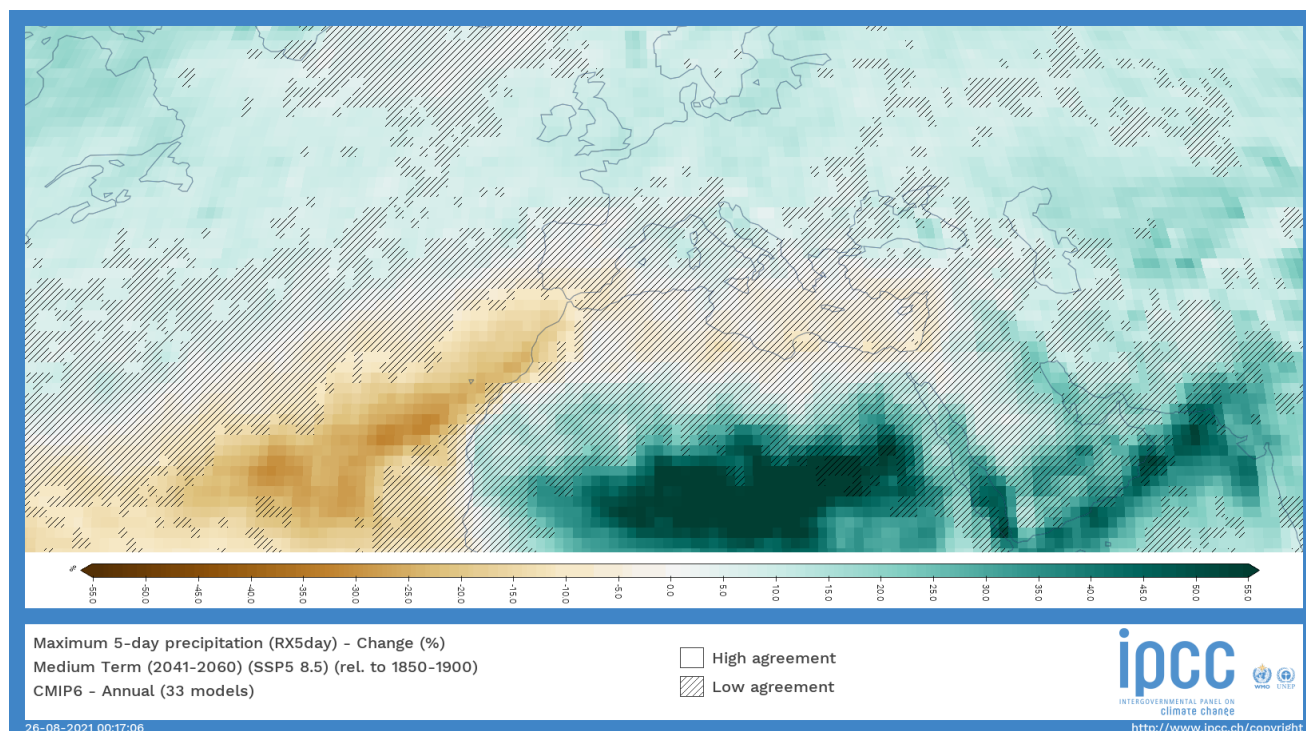 %
-55.0 -50.0 -45.0 -40.0 -35.0 -30.0 -25.0 -20.0 -15.0 -10.0 -5.0 0.0 5.0 10.0 15.0 20.0 25.0 30.0 35.0 40.0 45.0 50.0 55.0
Maximum 5-day precipitation (RX5day) - Change (%)
Medium Term (2041-2060) (SSP5 8.5) (rel. to 1850-1900)
CMIP6 - Annual (33 models)
High agreement
Low agreement
ipcc
INTERGOVERNMENTAL PANEL ON
climate change
WMO
UNEP
26-08-2021 00:17:06
http://www.ipcc.ch/copyright